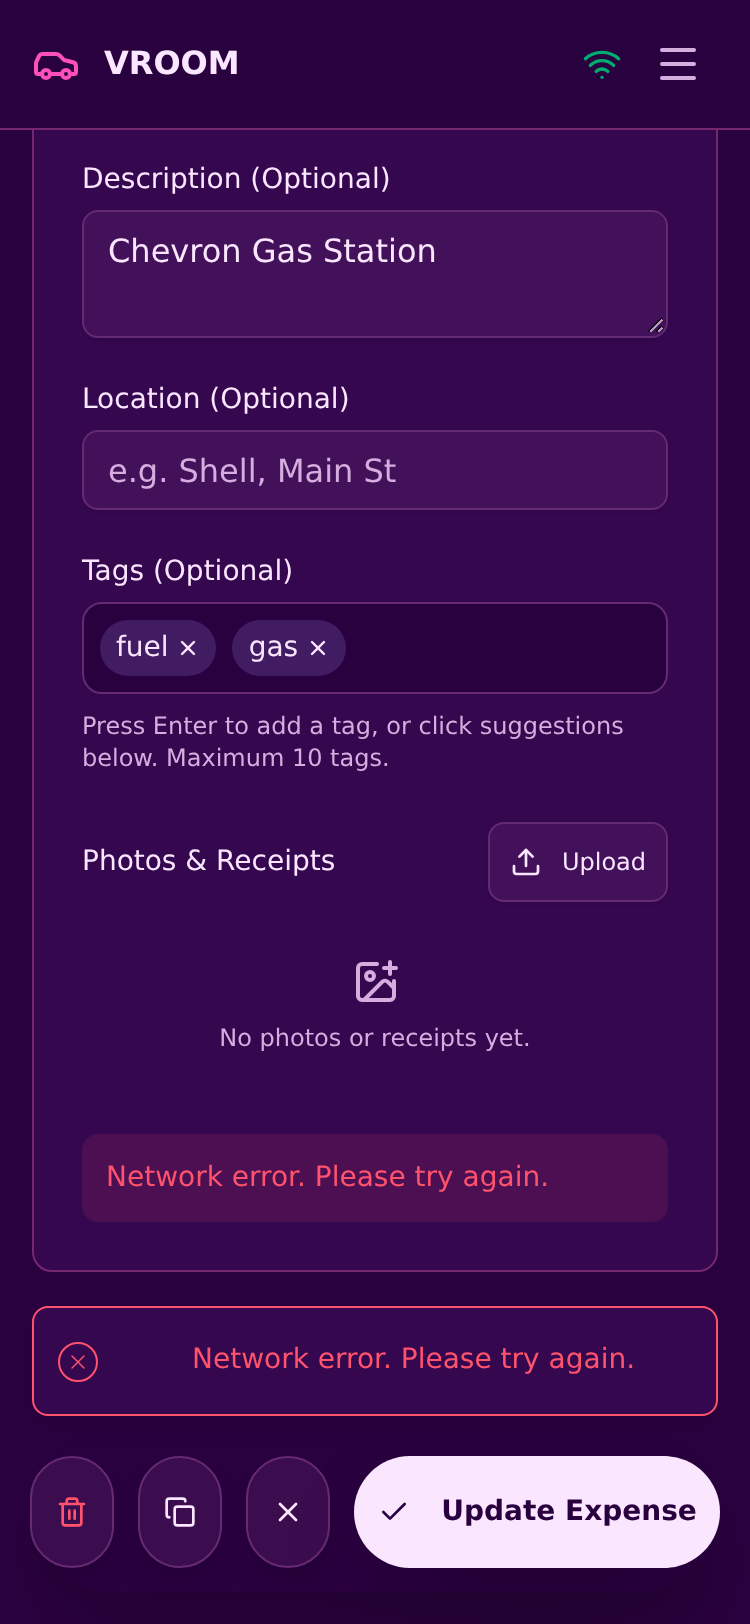 VROOM
Description (Optional)
Chevron Gas Station
Location (Optional)
e.g. Shell, Main St
Tags (Optional)
fuel
gas
Press Enter to add a tag, or click suggestions
below. Maximum 10 tags.
Photos & Receipts
Upload
No photos or receipts yet.
Network error. Please try again.
Network error. Please try again.
Update Expense